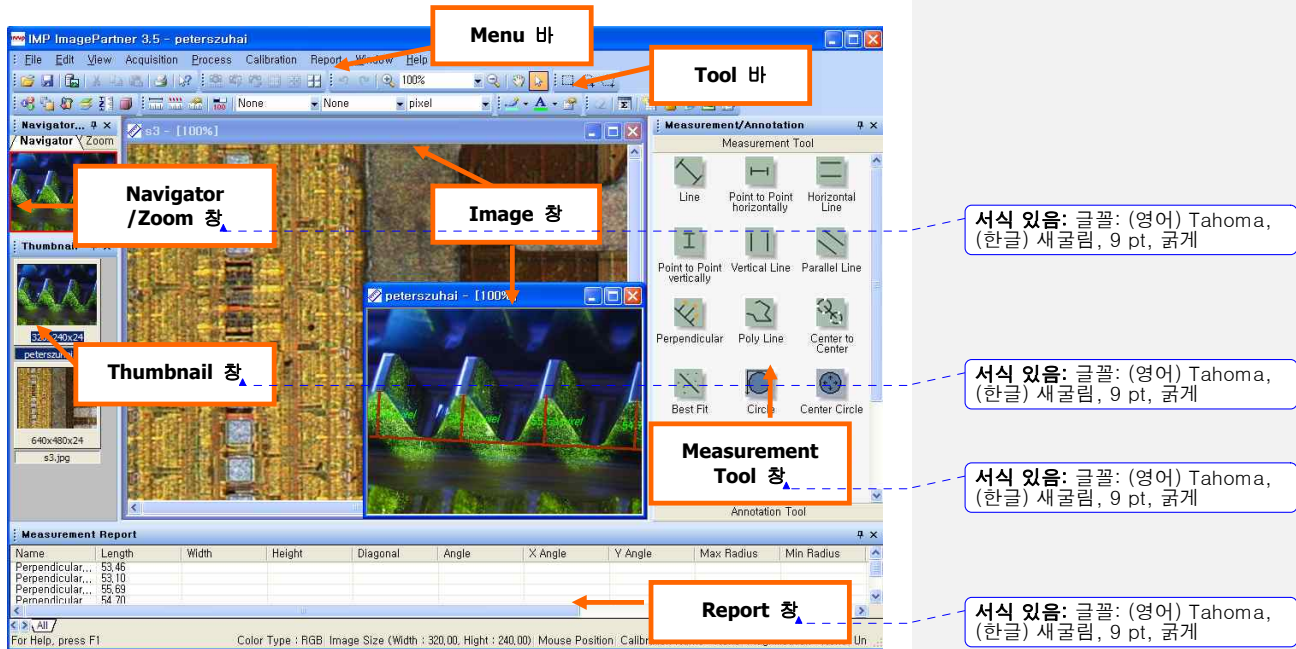 IMP ImagePartner 3.5 - peterszuhai
Menu 바
File Edit View Acquisition Process Calibration Report Window Help
100%
Tool 바
None None pixel
Navigator...
Navigator Zoom
s3 - [100%]
Measurement/Annotation
Measurement Tool
Navigator
/Zoom 창
Image 창
Line
Point to Point
horizontally
Horizontal
Line
Thumbnail
Point to Point
vertically
Vertical Line
Parallel Line
peterszuhai - [100%]
320x240x24
peterszuhai
Thumbnail 창
Perpendicular
Poly Line
Center to
Center
Best Fit
Circle
Center Circle
640x480x24
s3.jpg
Measurement
Tool 창
Annotation Tool
Measurement Report
Name Length Width Height Diagonal Angle X Angle Y Angle Max Radius Min Radius
Perpendicular... 53,46
Perpendicular... 53,10
Perpendicular... 55,69
Perpendicular 54,70
Report 창
All
For Help, press F1 Color Type : RGB Image Size (Width : 320,00, Hight : 240,00) Mouse Position Un
서식 있음: 글꼴: (영어) Tahoma,
(한글) 새굴림, 9 pt, 굵게
서식 있음: 글꼴: (영어) Tahoma,
(한글) 새굴림, 9 pt, 굵게
서식 있음: 글꼴: (영어) Tahoma,
(한글) 새굴림, 9 pt, 굵게
서식 있음: 글꼴: (영어) Tahoma,
(한글) 새굴림, 9 pt, 굵게